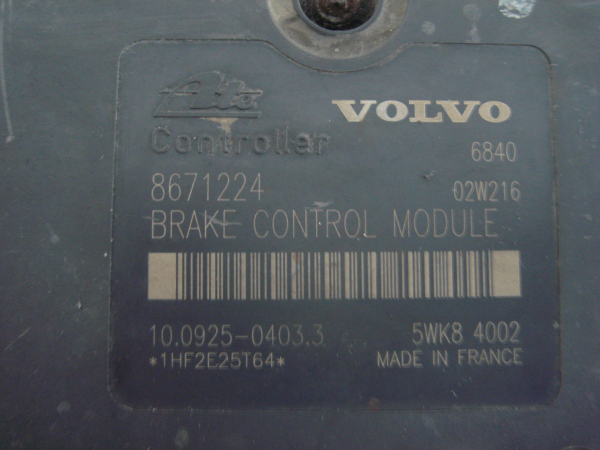 Ate VOLVO
Controller 6840
8671224 02W216
BRAKE CONTROL MODULE
10.0925-0403.3 5WK8 4002
*1HF2E25T64* MADE IN FRANCE